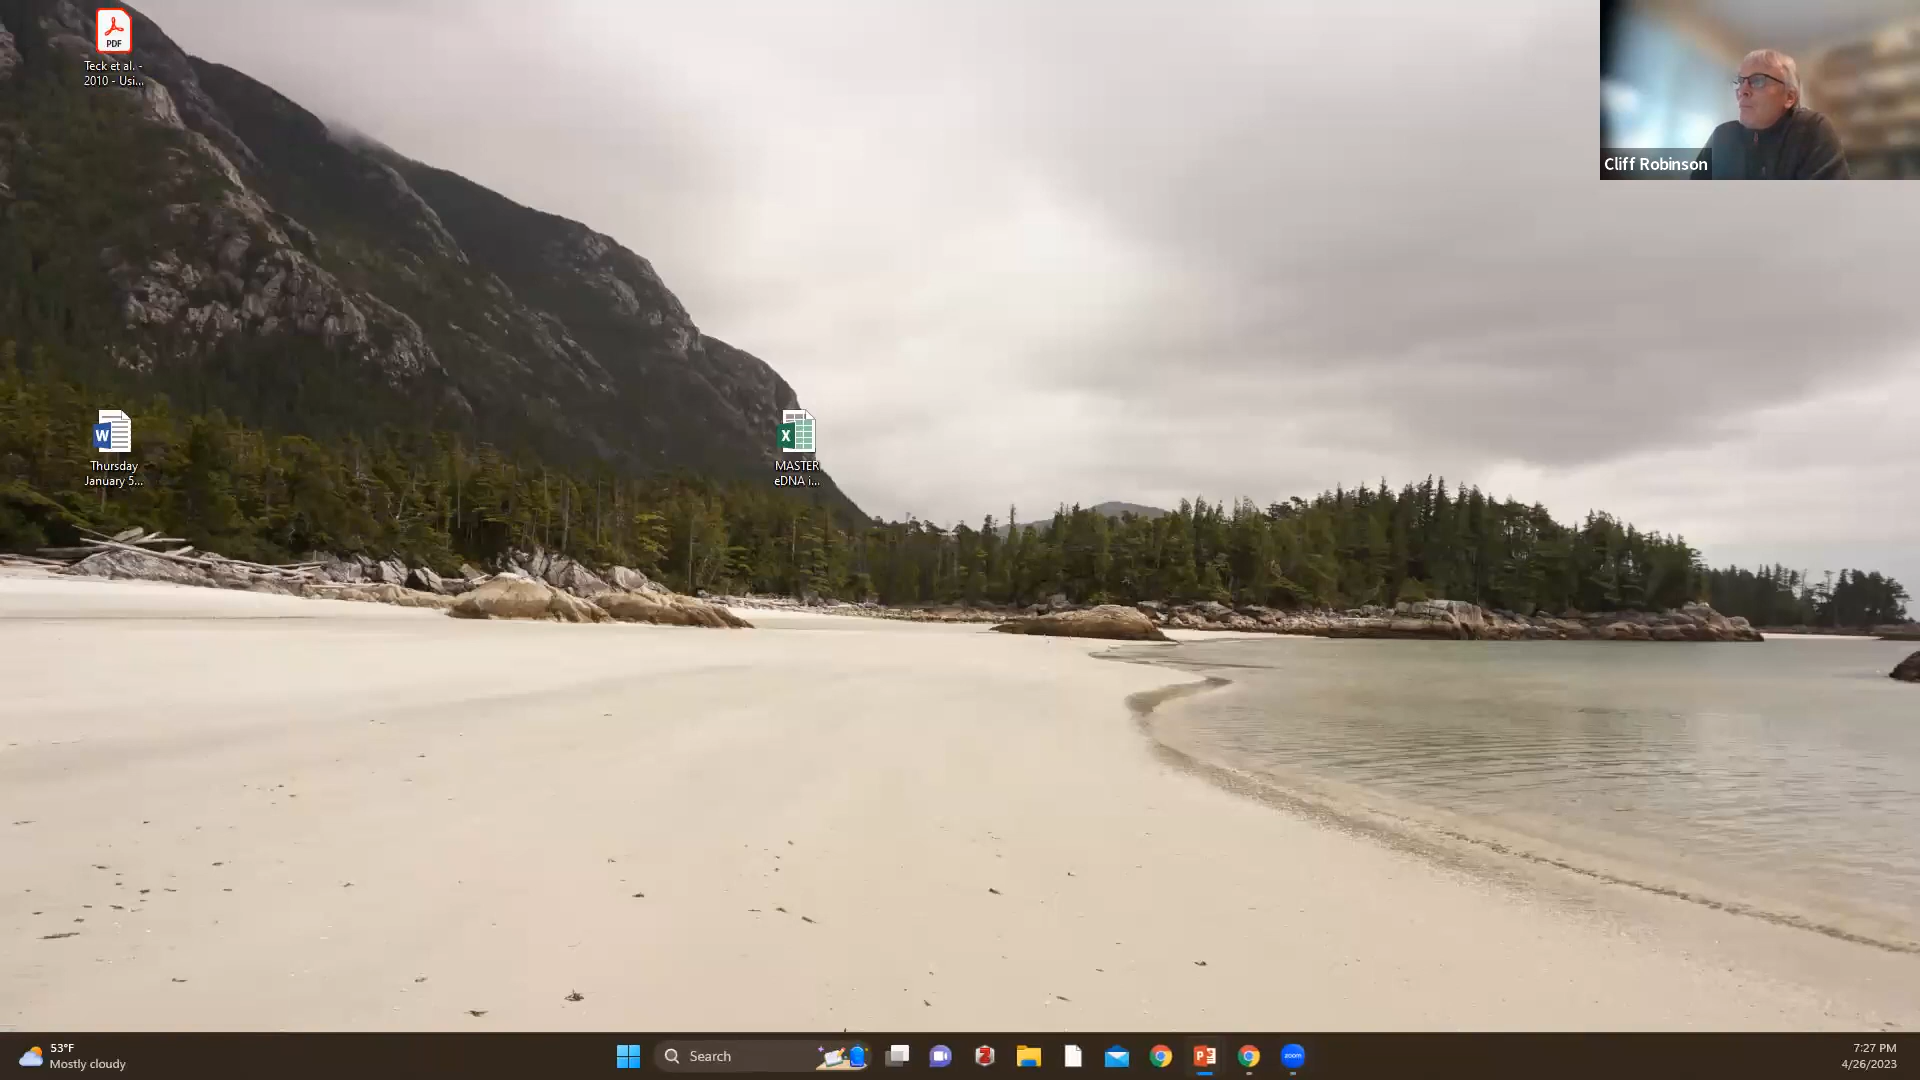 PDF
Teck et al. -
2010 - Usi...
Cliff Robinson
W
Thursday
January 5...
X
MASTER
eDNA i...
53°F
Mostly cloudy
Search
Z
P
zoom
7:27 PM
4/26/2023